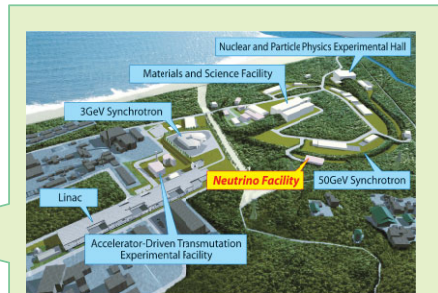 Nuclear and Particle Physics Experimental Hall
Materials and Science Facility
3GeV Synchrotron
Neutrino Facility
50GeV Synchrotron
Linac
Accelerator-Driven Transmutation
Experimental Facility